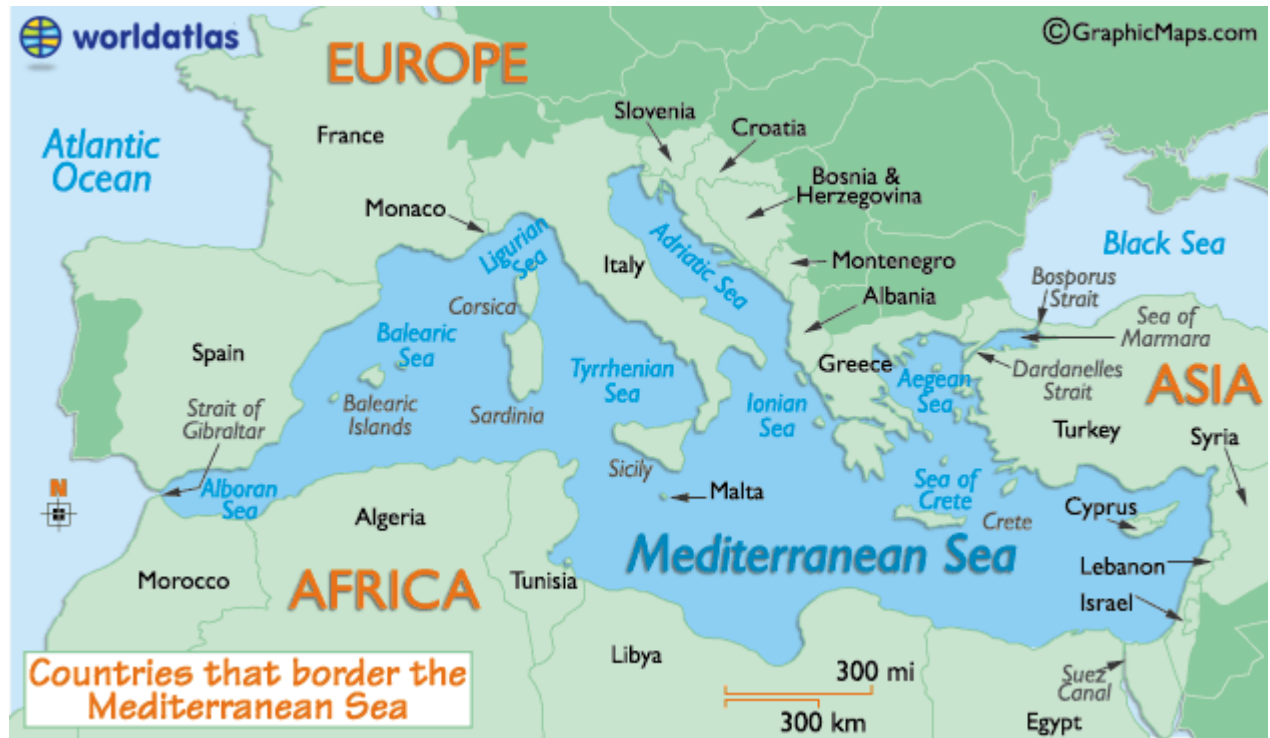 worldatlas
©GraphicMaps.com
EUROPE
Slovenia
Croatia
France
Atlantic
Ocean
Bosnia &
Herzegovina
Monaco
Ligurian
Sea
Adriatic Sea
Black Sea
Italy
Montenegro
Bosporus
Strait
Albania
Corsica
Sea of
Marmara
Balearic
Sea
Spain
Greece
Tyrrhenian
Sea
Aegean
Sea
Dardanelles
Strait
ASIA
Ionian
Sea
Balearic
Islands
Sardinia
Strait of
Gibraltar
Turkey
Syria
Sicily
Sea of
Crete
N
Alboran
Sea
Malta
Cyprus
Crete
Algeria
Mediterranean Sea
Lebanon
Morocco
AFRICA
Tunisia
Israel
Libya
Countries that border the
Mediterranean Sea
300 mi
300 km
Suez
Canal
Egypt